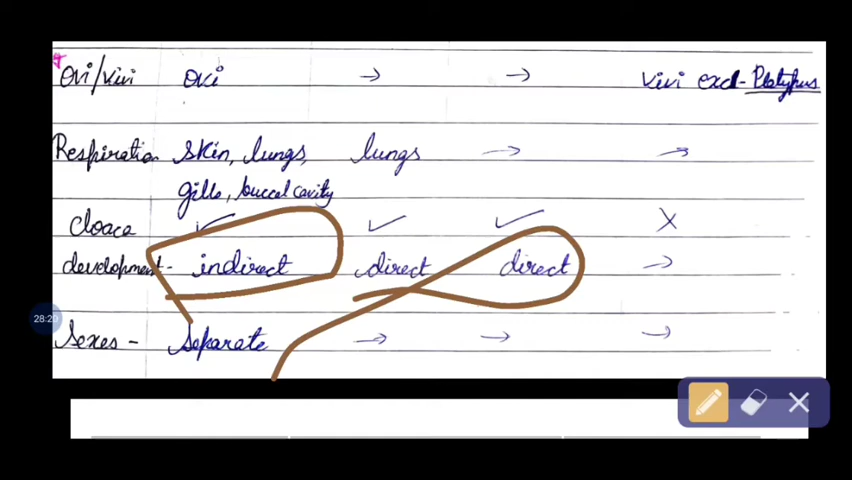 Ovi/vivi ovi → → vivi excl- Platypus
Respiration skin, lungs, lungs → →
gills, buccal cavity
cloaca ✓ ✓ ✓ X
development- indirect direct direct →
28:20
Sexes - Separate → → →